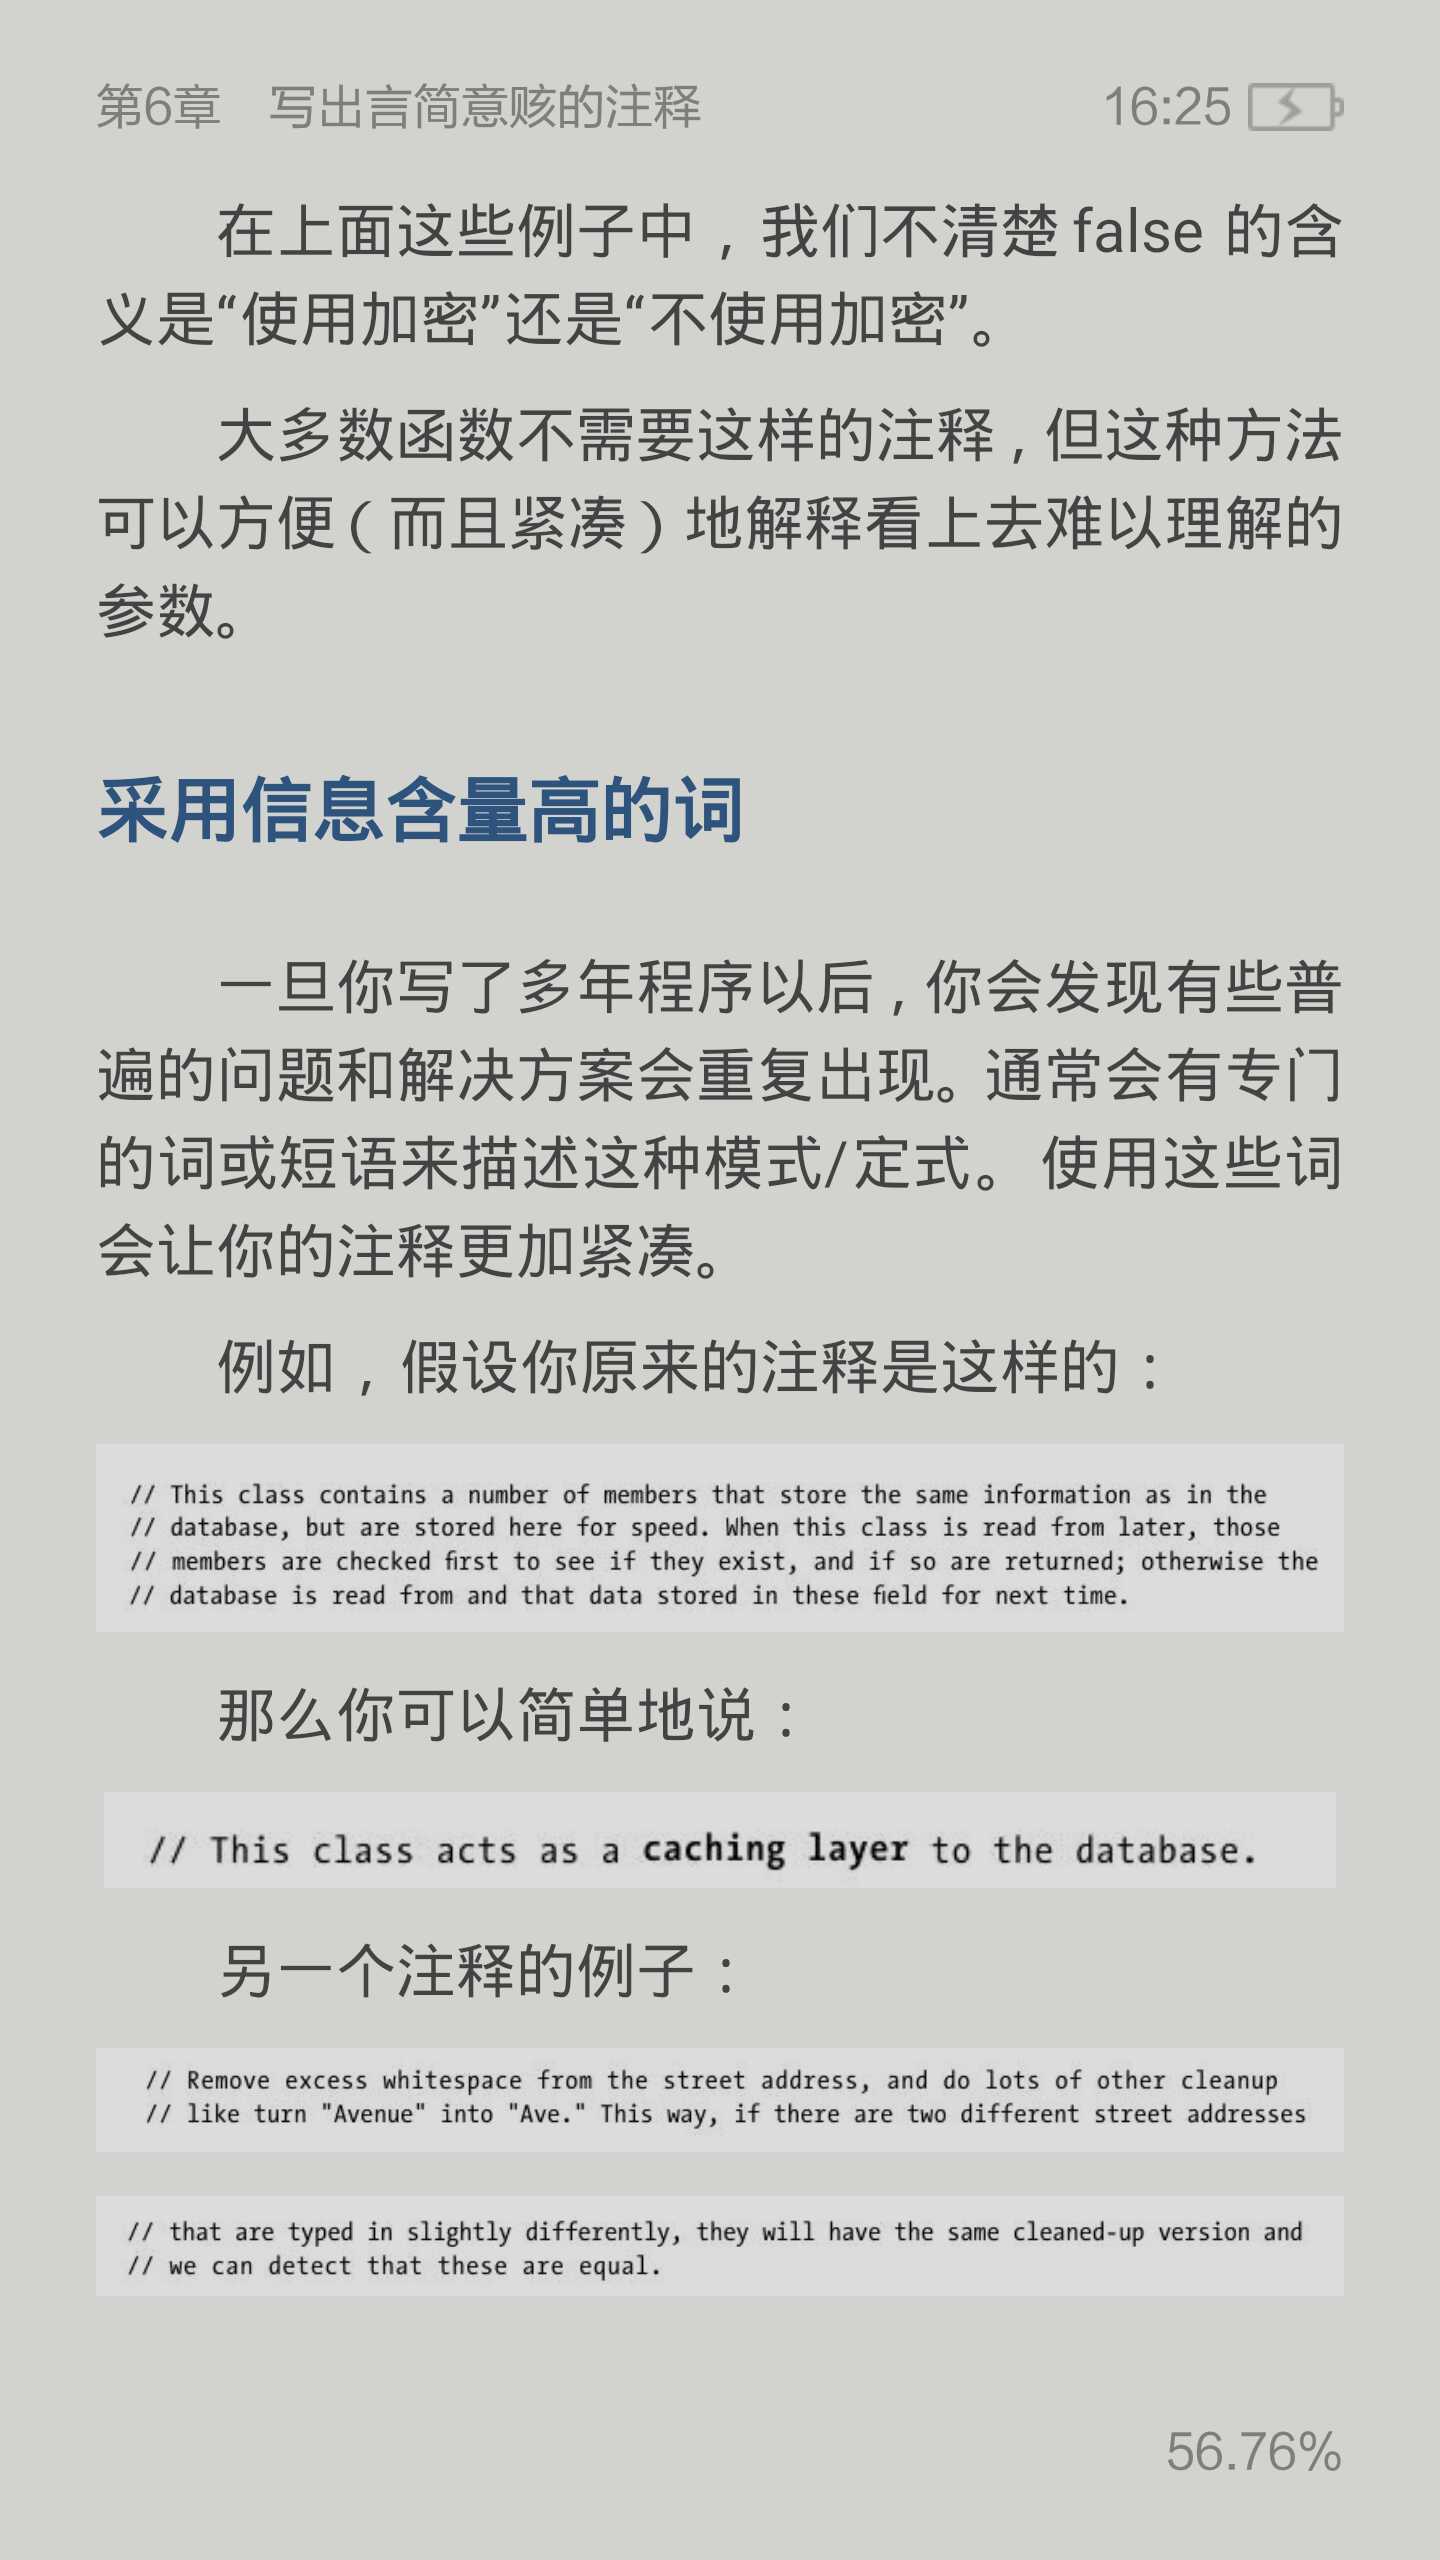 第6章 写出言简意赅的注释
16:25
在上面这些例子中，我们不清楚 false 的含
义是“使用加密”还是“不使用加密”。
大多数函数不需要这样的注释，但这种方法
可以方便（而且紧凑）地解释看上去难以理解的
参数。
采用信息含量高的词
一旦你写了多年程序以后，你会发现有些普
遍的问题和解决方案会重复出现。通常会有专门
的词或短语来描述这种模式/定式。使用这些词
会让你的注释更加紧凑。
例如，假设你原来的注释是这样的：
// This class contains a number of members that store the same information as in the
// database, but are stored here for speed. When this class is read from later, those
// members are checked first to see if they exist, and if so are returned; otherwise the
// database is read from and that data stored in these field for next time.
那么你可以简单地说：
// This class acts as a caching layer to the database.
另一个注释的例子：
// Remove excess whitespace from the street address, and do lots of other cleanup
// like turn "Avenue" into "Ave." This way, if there are two different street addresses
// that are typed in slightly differently, they will have the same cleaned-up version and
// we can detect that these are equal.
56.76%